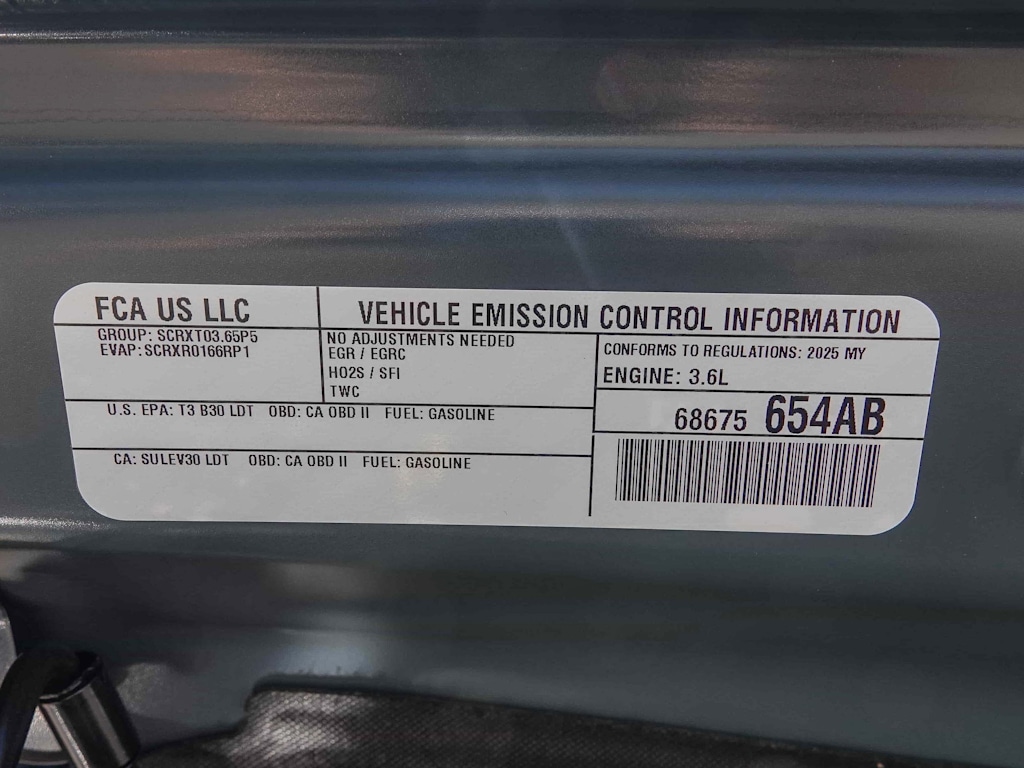 FCA US LLC
VEHICLE EMISSION CONTROL INFORMATION
GROUP: SCRXT03.65P5
EVAP: SCRXR0166RP1
NO ADJUSTMENTS NEEDED
EGR / EGRC
HO2S / SFI
TWC
CONFORMS TO REGULATIONS: 2025 MY
ENGINE: 3.6L
U.S. EPA: T3 B30 LDT OBD: CA OBD II FUEL: GASOLINE
68675 654AB
CA: SULEV30 LDT OBD: CA OBD II FUEL: GASOLINE